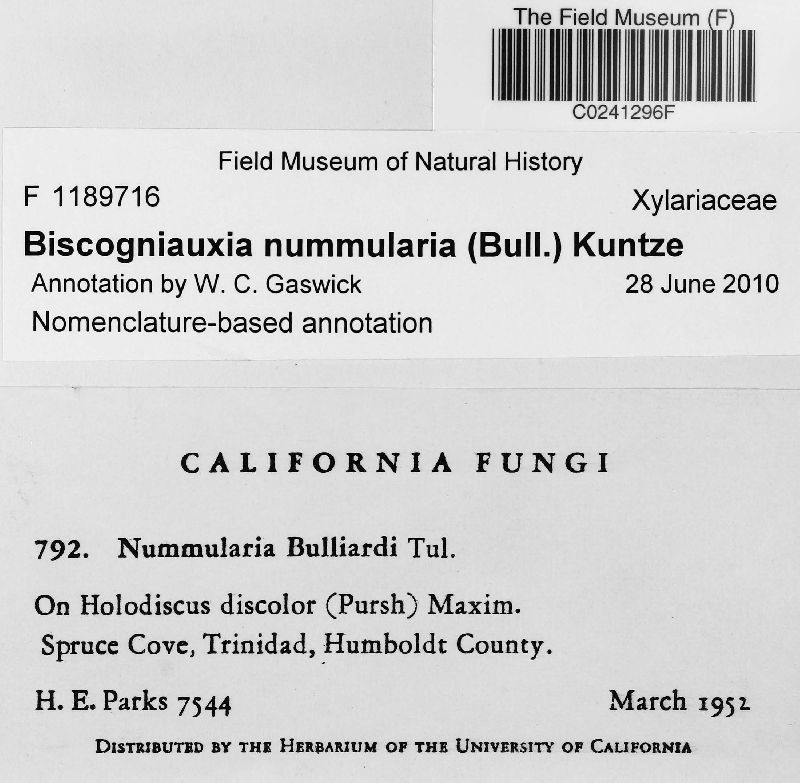 The Field Museum (F)
C0241296F
Field Museum of Natural History
F 1189716 Xylariaceae
Biscogniauxia nummularia (Bull.) Kuntze
Annotation by W. C. Gaswick 28 June 2010
Nomenclature-based annotation
CALIFORNIA FUNGI
792. Nummularia Bulliardi Tul.
On Holodiscus discolor (Pursh) Maxim.
Spruce Cove, Trinidad, Humboldt County.
H. E. Parks 7544 March 1952
Distributed by the Herbarium of the University of California